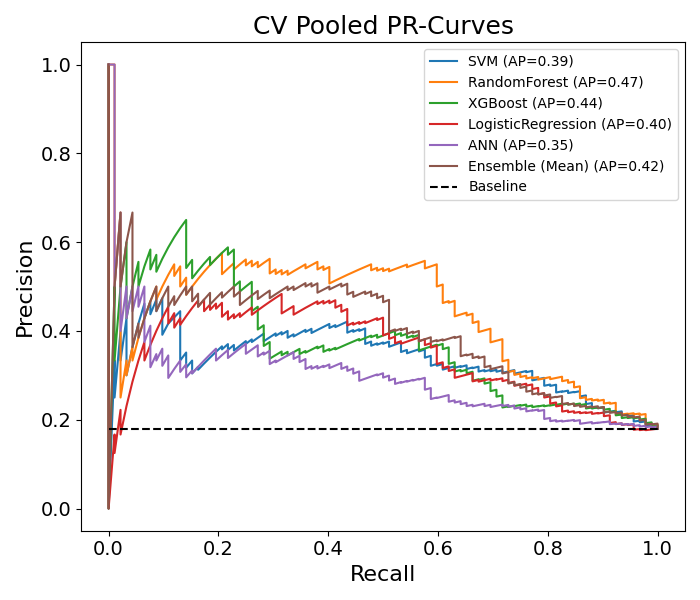 CV Pooled PR-Curves
SVM (AP=0.39)
RandomForest (AP=0.47)
XGBoost (AP=0.44)
LogisticRegression (AP=0.40)
ANN (AP=0.35)
Ensemble (Mean) (AP=0.42)
Baseline
Precision
1.0
0.8
0.6
0.4
0.2
0.0
0.0 0.2 0.4 0.6 0.8 1.0
Recall